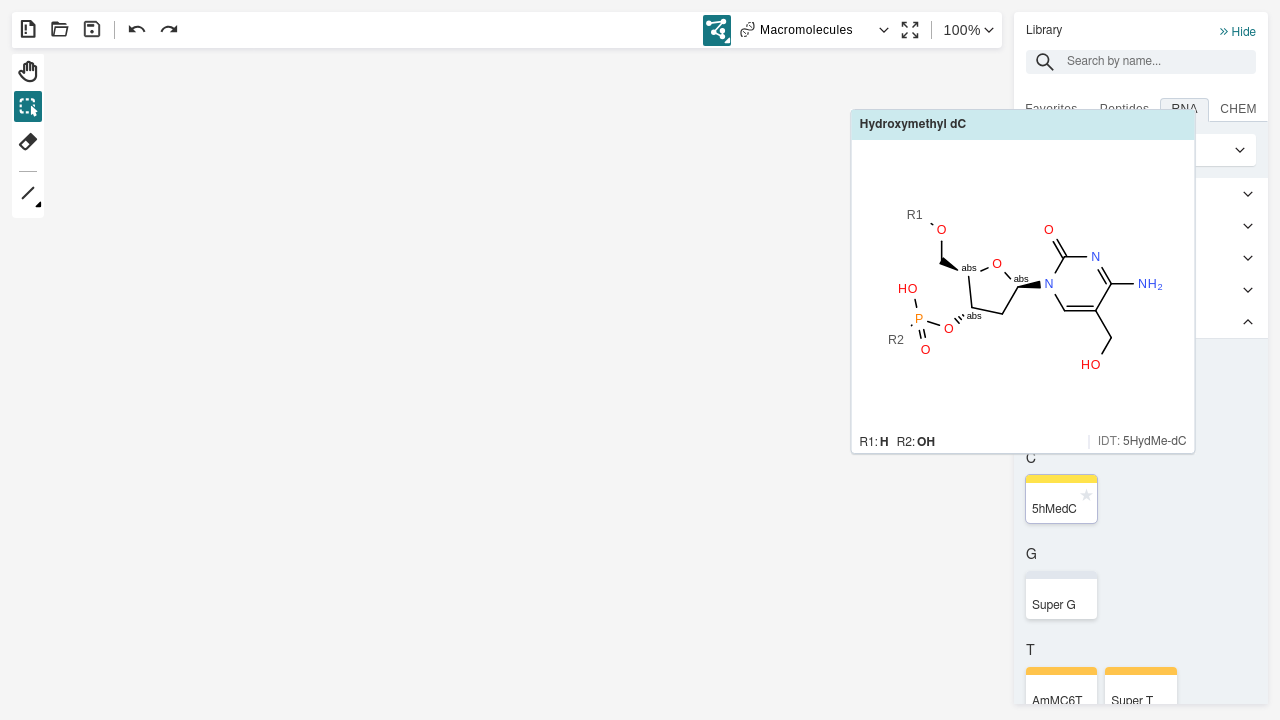 Macromolecules
100%
Library
Hide
Search by name...
Favorites Peptides RNA CHEM
Hydroxymethyl dC
R1
O
O
O
abs
abs
N
N
NH2
HO
P
O
abs
R2
O
HO
R1: H R2: OH
IDT: 5HydMe-dC
C
5hMedC
G
Super G
T
AmMC6T Super T